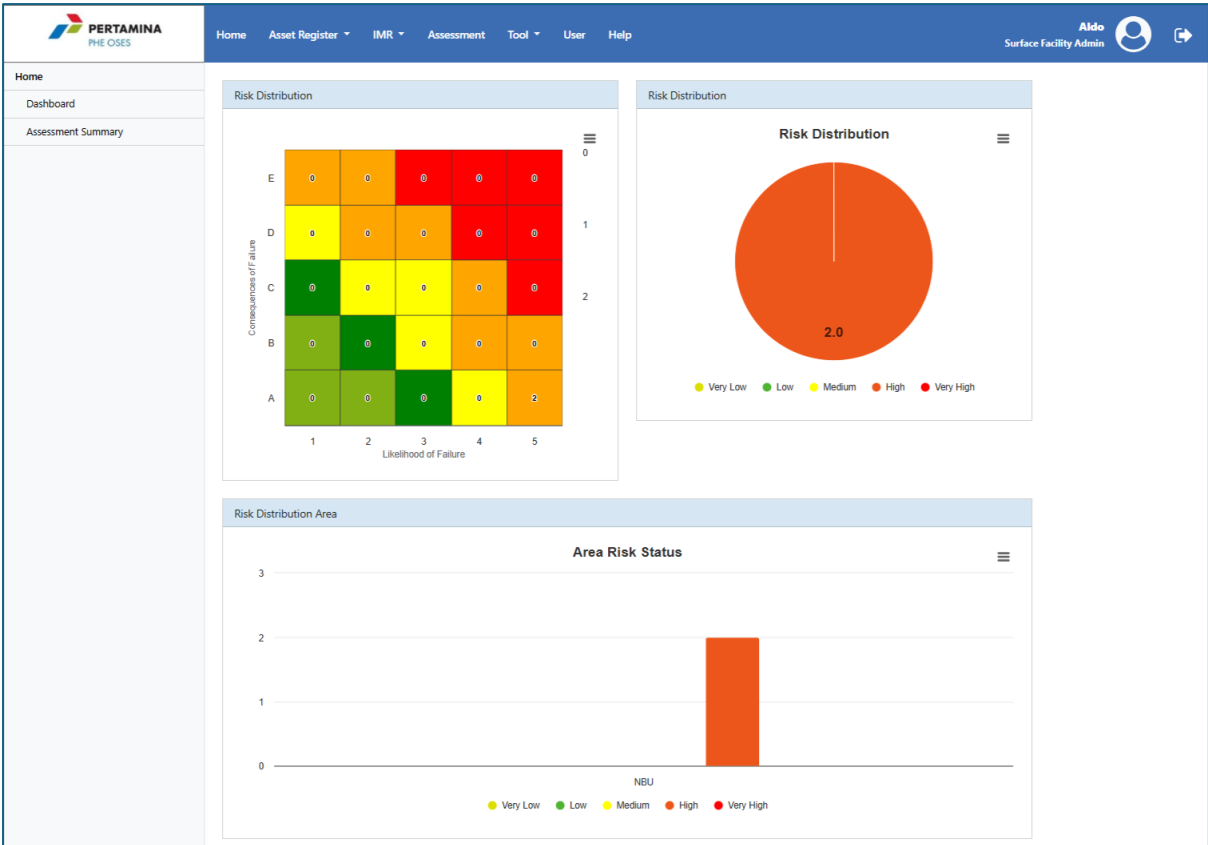 PERTAMINA
PHE OSES
Home Asset Register IMR Assessment Tool User Help
Aldo
Surface Facility Admin
Home
Dashboard
Assessment Summary
Risk Distribution
E 0 0 0 0 0
D 0 0 0 0 0
C 0 0 0 0 0
B 0 0 0 0 0
A 0 0 0 0 2
1 2 3 4 5
Consequences of Failure
Likelihood of Failure
0
1
2
Risk Distribution
Risk Distribution
2.0
Very Low Low Medium High Very High
Risk Distribution Area
Area Risk Status
3
2
1
0
NBU
Very Low Low Medium High Very High